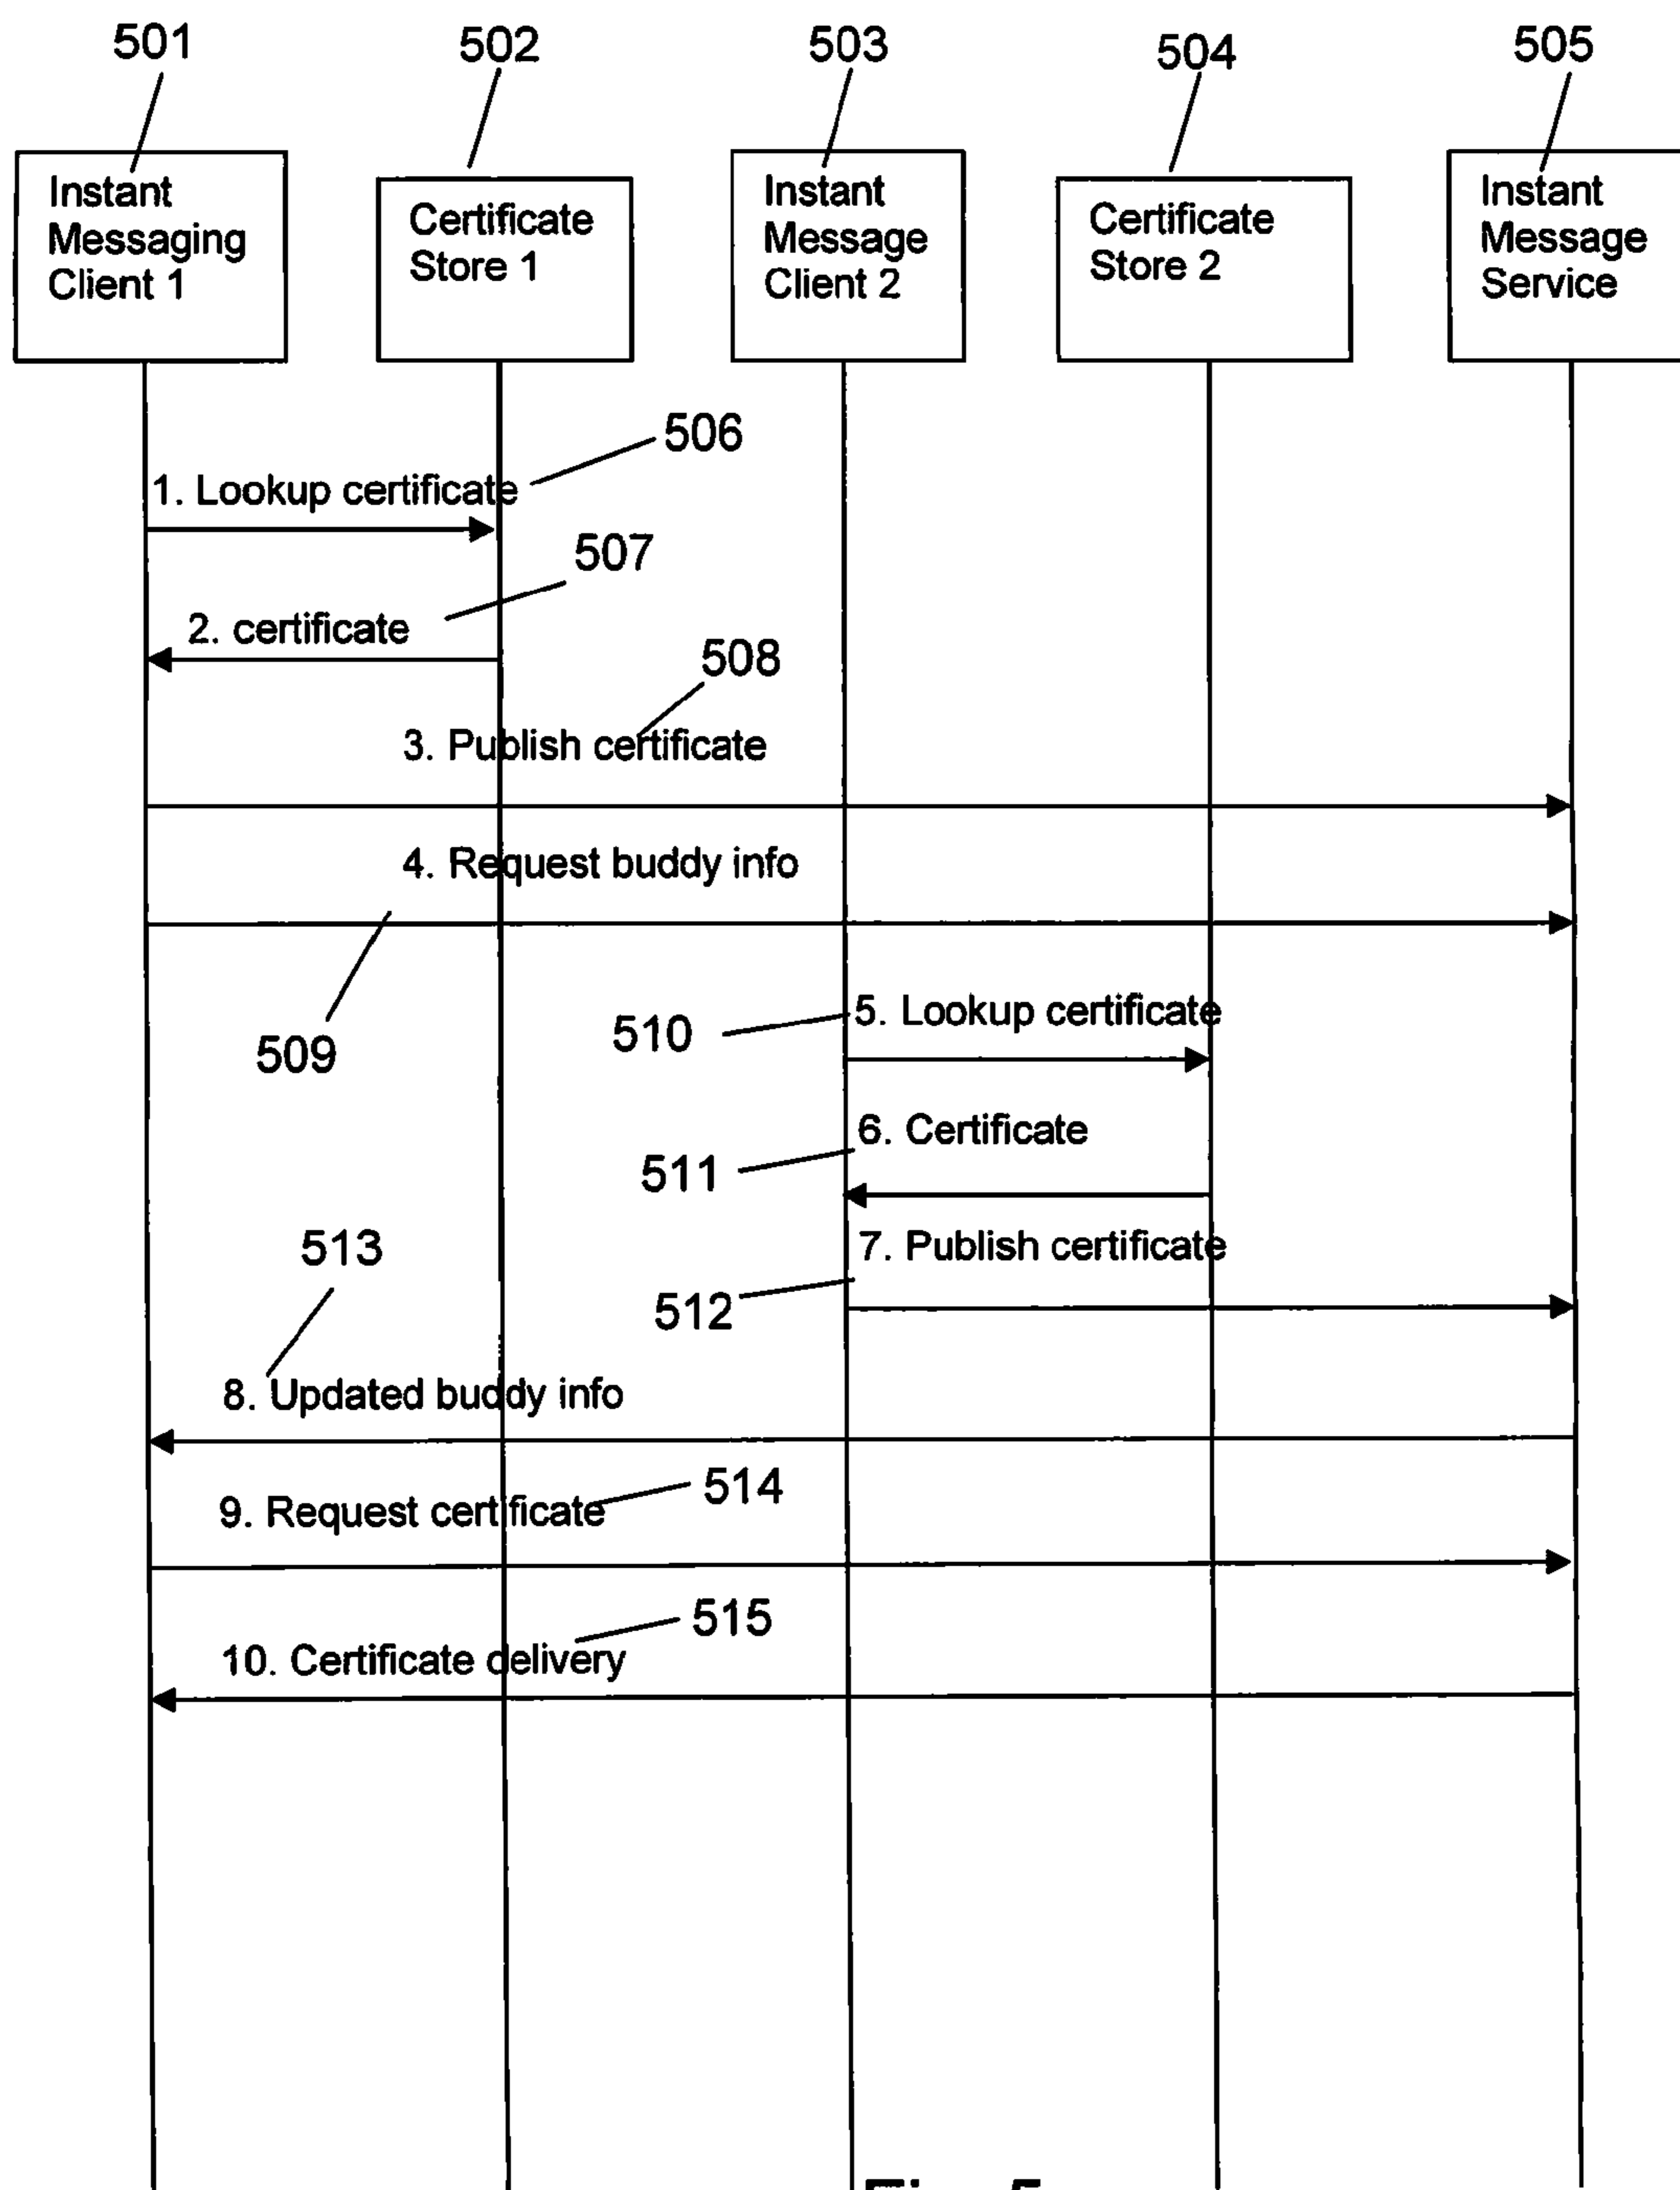 501
502
503
504
505
Instant
Messaging
Client 1
Certificate
Store 1
Instant
Message
Client 2
Certificate
Store 2
Instant
Message
Service
506
1. Lookup certificate
507
2. certificate
508
3. Publish certificate
4. Request buddy info
509
5. Lookup certificate
510
6. Certificate
511
7. Publish certificate
512
513
8. Updated buddy info
514
9. Request certificate
515
10. Certificate delivery